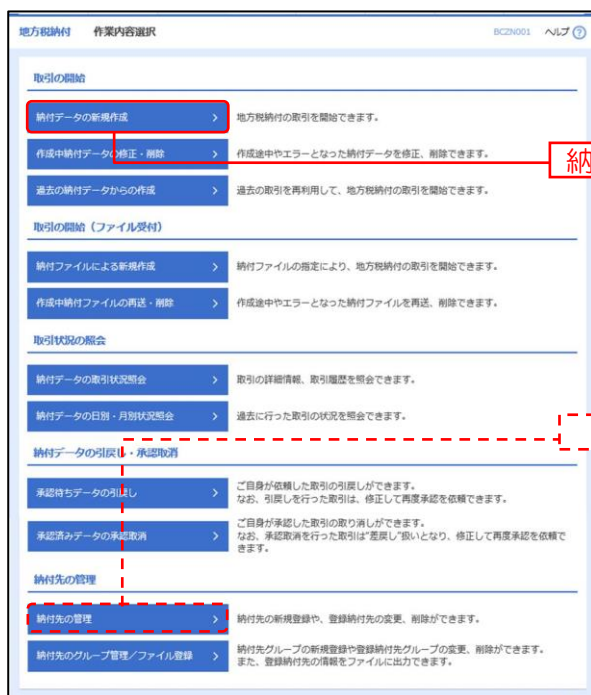 地方税納付 作業内容選択 BCZN001 ヘルプ ?
取引の開始
納付データの新規作成 > 地方税納付の取引を開始できます。
作成中納付データの修正・削除 > 作成途中やエラーとなった納付データを修正、削除できます。
納
過去の納付データからの作成 > 過去の取引を再利用して、地方税納付の取引を開始できます。
取引の開始（ファイル受付）
納付ファイルによる新規作成 > 納付ファイルの指定により、地方税納付の取引を開始できます。
作成中納付ファイルの再送・削除 > 作成途中やエラーとなった納付ファイルを再送、削除できます。
取引状況の照会
納付データの取引状況照会 > 取引の詳細情報、取引履歴を照会できます。
納付データの日別・月別状況照会 > 過去に行った取引の状況を照会できます。
納付データの引戻し・承認取消
承認待ちデータの引戻し > ご自身が依頼した取引の引戻しができます。
なお、引戻しを行った取引は、修正して再度承認を依頼できます。
承認済みデータの承認取消 > ご自身が承認した取引の取り消しができます。
なお、承認取消を行った取引は“差戻し”扱いとなり、修正して再度承認を依頼で
きます。
納付先の管理
納付先の管理 > 納付先の新規登録や、登録納付先の変更、削除ができます。
納付先のグループ管理／ファイル登録 > 納付先グループの新規登録や登録納付先グループの変更、削除ができます。
また、登録納付先の情報をファイルに出力できます。